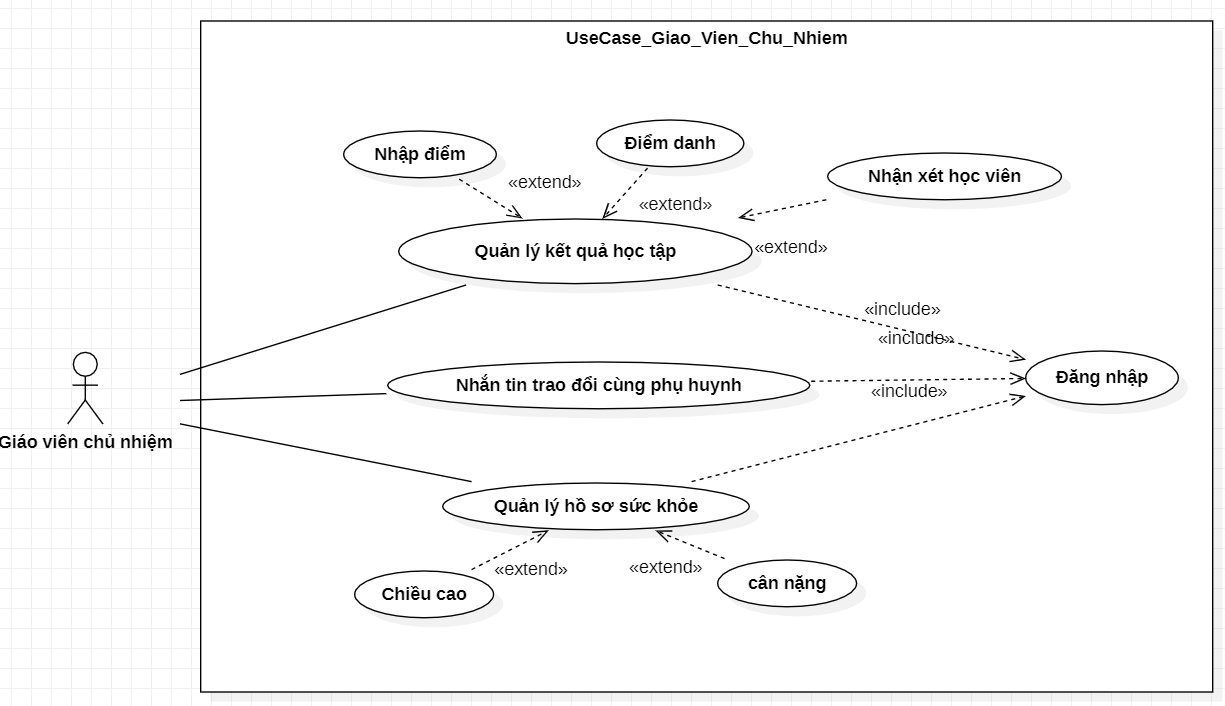 UseCase_Giao_Vien_Chu_Nhiem
Nhập điểm
Điểm danh
Nhận xét học viên
«extend»
«extend»
«extend»
Quản lý kết quả học tập
«include»
«include»
Nhắn tin trao đổi cùng phụ huynh
«include»
Đăng nhập
Giáo viên chủ nhiệm
Quản lý hồ sơ sức khỏe
«extend»
«extend»
Chiều cao
cân nặng